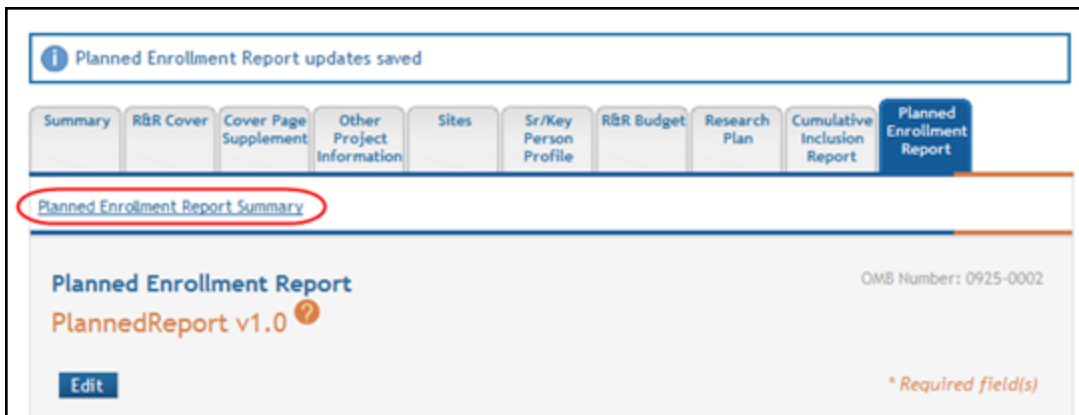 Planned Enrollment Report updates saved
Summary
R&R Cover
Cover Page
Supplement
Other
Project
Information
Sites
Sr/Key
Person
Profile
R&R Budget
Research
Plan
Cumulative
Inclusion
Report
Planned
Enrollment
Report
Planned Enrollment Report Summary
Planned Enrollment Report
OMB Number: 0925-0002
PlannedReport v1.0 ?
Edit
* Required field(s)